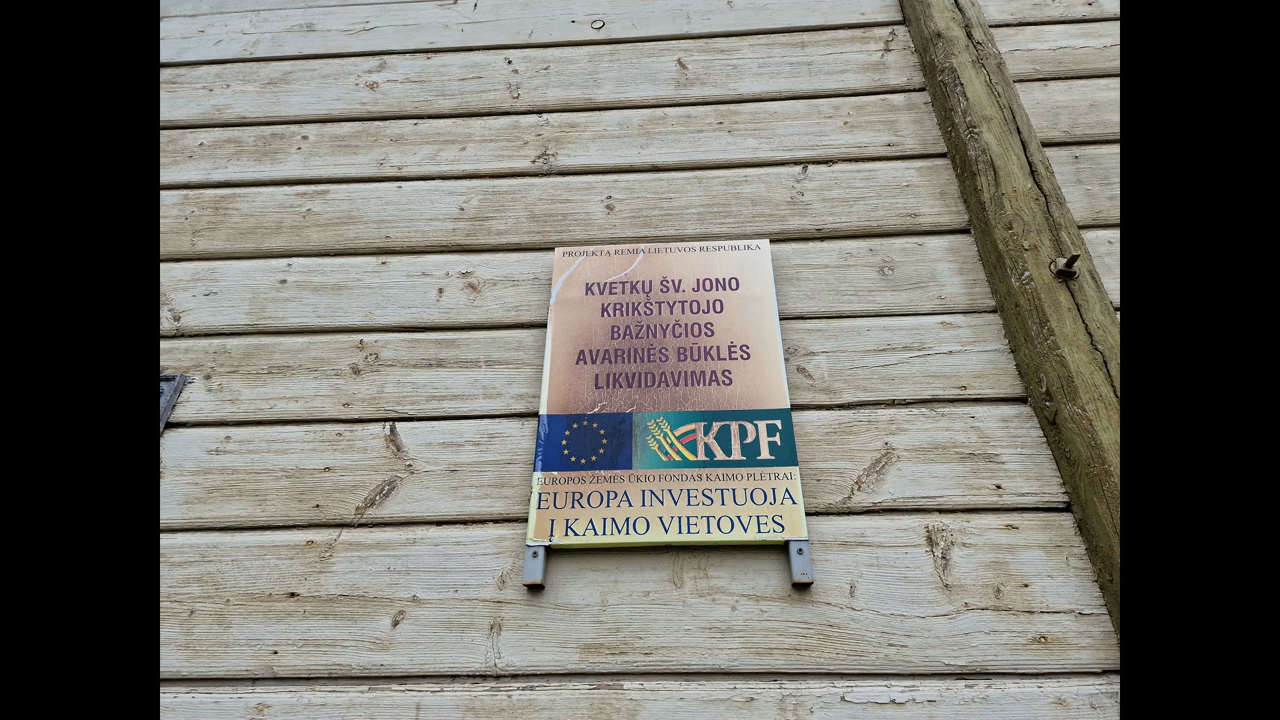 PROJEKTĄ REMIA LIETUVOS RESPUBLIKA
KVETKŲ ŠV. JONO
KRIKŠTYTOJO
BAŽNYČIOS
AVARINĖS BŪKLĖS
LIKVIDAVIMAS
KPF
EUROPOS ŽEMĖS ŪKIO FONDAS KAIMO PLĖTRAI:
EUROPA INVESTUOJA
Į KAIMO VIETOVES